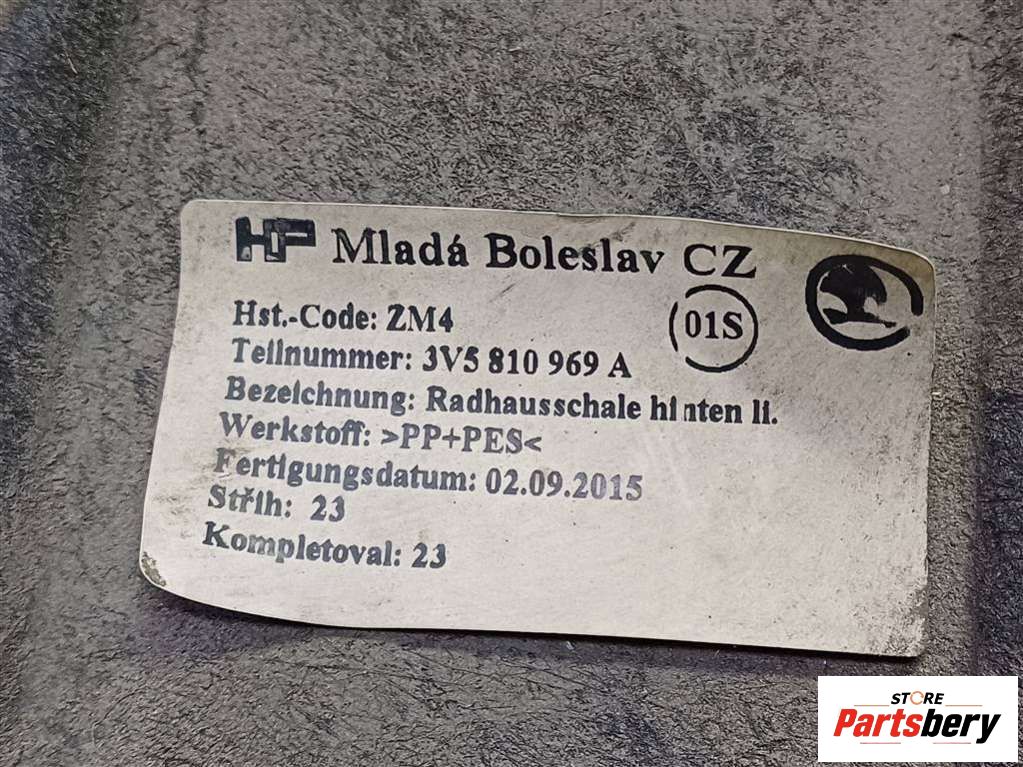 HP Mladá Boleslav CZ
Hst.-Code: ZM4
01S
Teilnummer: 3V5 810 969 A
Bezeichnung: Radhausschale hinten li.
Werkstoff: >PP+PES<
Fertigungsdatum: 02.09.2015
Střih: 23
Kompletoval: 23
STORE
Partsbery